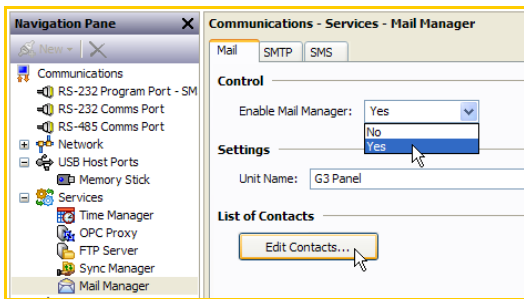 Navigation Pane X
New
Communications
RS-232 Program Port - SM
RS-232 Comms Port
RS-485 Comms Port
Network
USB Host Ports
Memory Stick
Services
Time Manager
OPC Proxy
FTP Server
Sync Manager
Mail Manager
Communications - Services - Mail Manager
Mail SMTP SMS
Control
Enable Mail Manager: Yes
No
Yes
Settings
Unit Name: G3 Panel
List of Contacts
Edit Contacts...